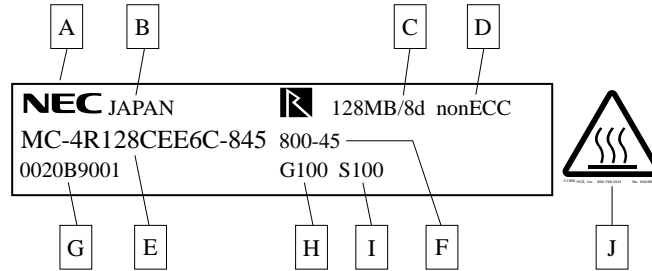 A B C D
NEC JAPAN 128MB/8d nonECC
MC-4R128CEE6C-845 800-45
0020B9001 G100 S100
G E H I F J